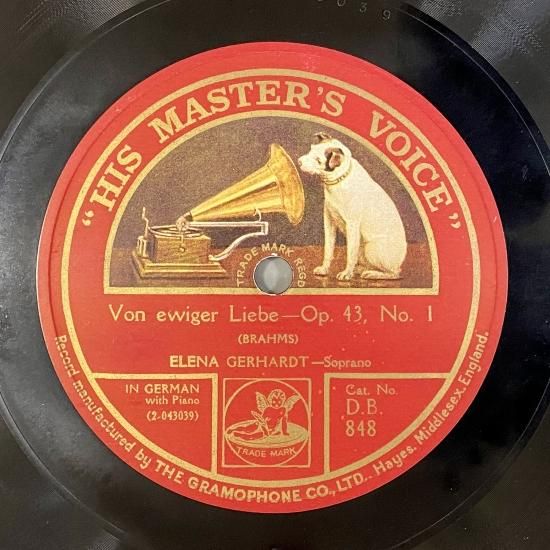 039
"HIS MASTER'S VOICE"
TRADE MARK REGD
Von ewiger Liebe—Op. 43, No. 1
(BRAHMS)
ELENA GERHARDT—Soprano
IN GERMAN
with Piano
(2-043039)
TRADE MARK
Cat. No.
D.B.
848
Record manufactured by THE GRAMOPHONE CO., LTD., Hayes, Middlesex, England.